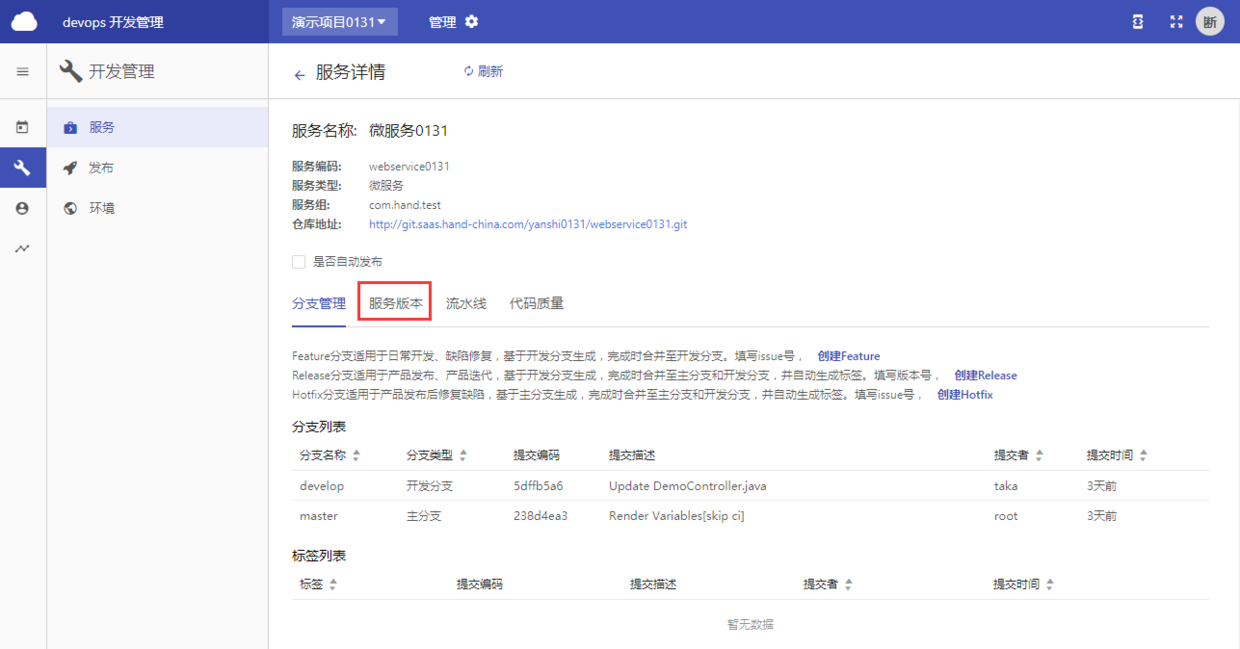 devops 开发管理 演示项目0131 管理 断
开发管理
服务
发布
环境
服务详情 刷新
服务名称: 微服务0131
服务编码: webservice0131
服务类型: 微服务
服务组: com.hand.test
仓库地址: http://git.saas.hand-china.com/yanshi0131/webservice0131.git
是否自动发布
分支管理 服务版本 流水线 代码质量
Feature分支适用于日常开发、缺陷修复，基于开发分支生成，完成时合并至开发分支。填写issue号， 创建Feature
Release分支适用于产品发布、产品迭代，基于开发分支生成，完成时合并至主分支和开发分支，并自动生成标签。填写版本号， 创建Release
Hotfix分支适用于产品发布后修复缺陷，基于主分支生成，完成时合并至主分支和开发分支，并自动生成标签。填写issue号， 创建Hotfix
分支列表
分支名称 分支类型 提交编码 提交描述 提交者 提交时间
develop 开发分支 5dffb5a6 Update DemoController.java taka 3天前
master 主分支 238d4ea3 Render Variables[skip ci] root 3天前
标签列表
标签 提交编码 提交描述 提交者 提交时间
暂无数据